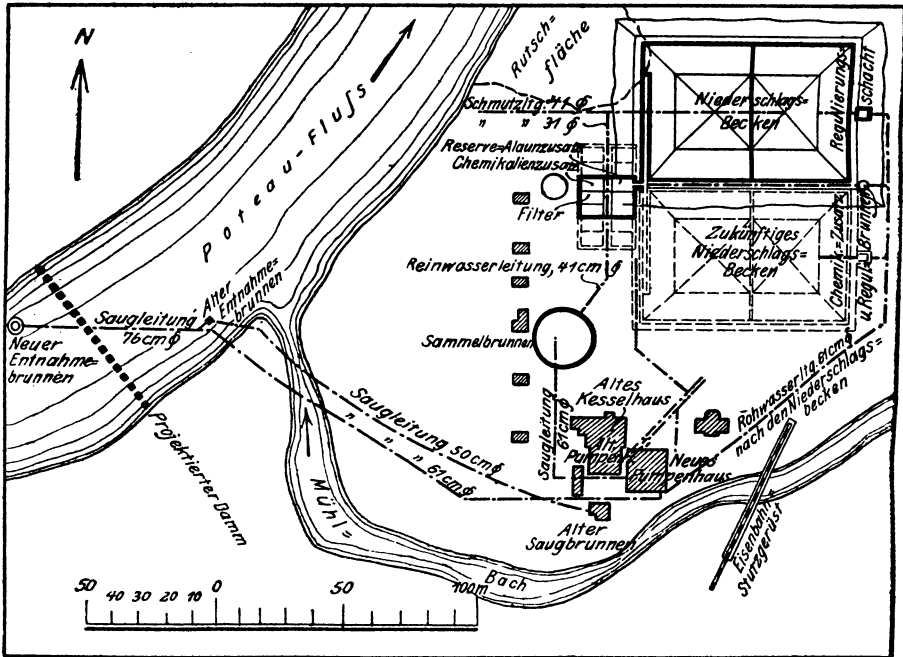 N
Poteau-Fluſs
Rutsch=
fläche
Schmutzltg. 41 ϕ
" " 31 ϕ
Reserve=Alaunzusatz
Chemikalienzusatz
Filter
Nieder schlags=
Becken
Regulierungs=
schacht
Zukünftiges
Niederschlags=
Becken
Chemik.=Zusatz
u. Regul.=Brunnen
Reinwasserleitung, 41cm ϕ
Alter
Entnahme=
brunnen
Saugleitung
76cm ϕ
Neuer
Entnahme=
brunnen
Projektierter Damm
Sammelbrunnen
Saugleitung
61cm ϕ
Altes
Kesselhaus
Alt.
Pumpenh.
Neues
Pumpenhaus
Rohwasserltg. 61cm ϕ
nach den Niederschlags=
becken
Saugleitung 50cm ϕ
" 61cm ϕ
Alter
Saugbrunnen
Eisenbahn
Sturzgerüst
Mühl=
Bach
50 40 30 20 10 0 50 100m